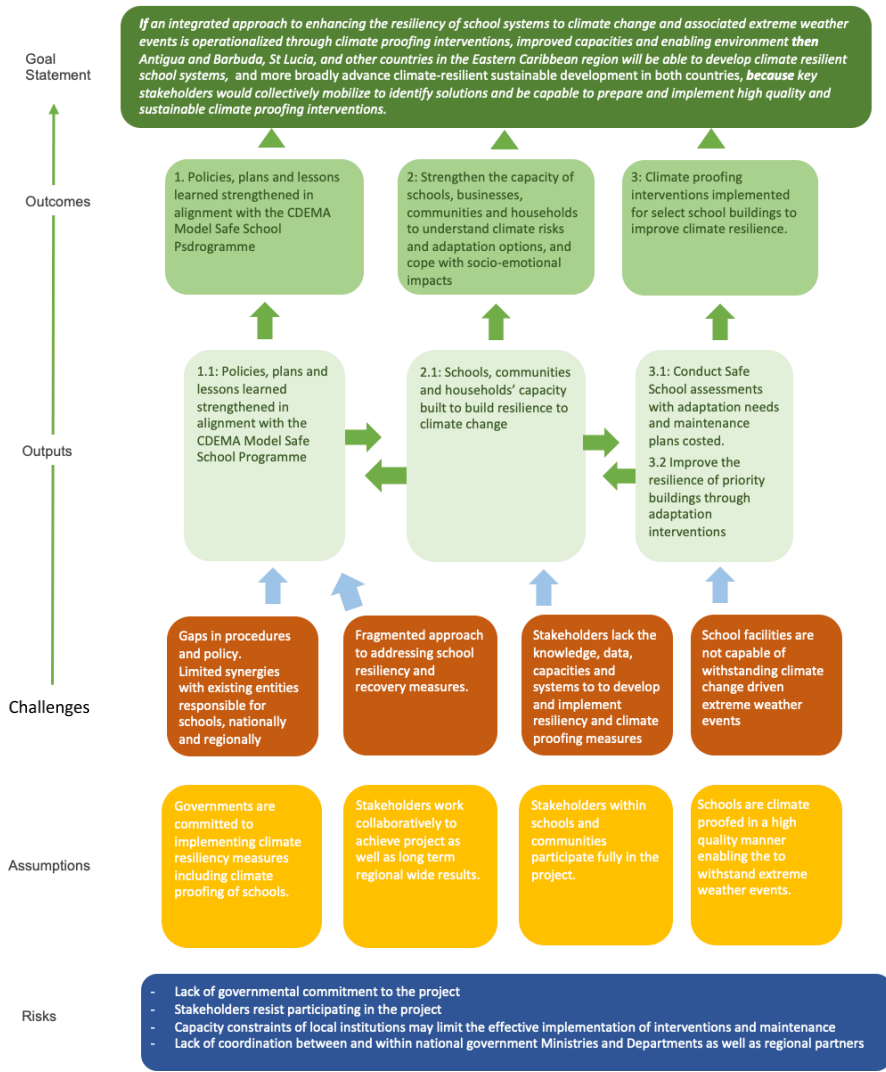 If an integrated approach to enhancing the resiliency of school systems to climate change and associated extreme weather
events is operationalized through climate proofing interventions, improved capacities and enabling environment then
Antigua and Barbuda, St Lucia, and other countries in the Eastern Caribbean region will be able to develop climate resilient
school systems, and more broadly advance climate-resilient sustainable development in both countries, because key
stakeholders would collectively mobilize to identify solutions and be capable to prepare and implement high quality and
sustainable climate proofing interventions.
Goal
Statement
Outcomes
1. Policies, plans and lessons
learned strengthened in
alignment with the CDEMA
Model Safe School
Psdrogramme
2: Strengthen the capacity of
schools, businesses,
communities and households
to understand climate risks
and adaptation options, and
cope with socio-emotional
impacts
3: Climate proofing
interventions implemented
for select school buildings to
improve climate resilience.
Outputs
1.1: Policies, plans and
lessons learned
strengthened in
alignment with the
CDEMA Model Safe
School Programme
2.1: Schools, communities
and households' capacity
built to build resilience to
climate change
3.1: Conduct Safe
School assessments
with adaptation needs
and maintenance
plans costed.
3.2 Improve the
resilience of priority
buildings through
adaptation
interventions
Challenges
Gaps in procedures
and policy.
Limited synergies
with existing entities
responsible for
schools, nationally
and regionally
Fragmented approach
to addressing school
resiliency and
recovery measures.
Stakeholders lack the
knowledge, data,
capacities and
systems to to develop
and implement
resiliency and climate
proofing measures
School facilities are
not capable of
withstanding climate
change driven
extreme weather
events
Assumptions
Governments are
committed to
implementing climate
resiliency measures
including climate
proofing of schools.
Stakeholders work
collaboratively to
achieve project as
well as long term
regional wide results.
Stakeholders within
schools and
communities
participate fully in the
project.
Schools are climate
proofed in a high
quality manner
enabling the to
withstand extreme
weather events.
Risks
- Lack of governmental commitment to the project
- Stakeholders resist participating in the project
- Capacity constraints of local institutions may limit the effective implementation of interventions and maintenance
- Lack of coordination between and within national government Ministries and Departments as well as regional partners